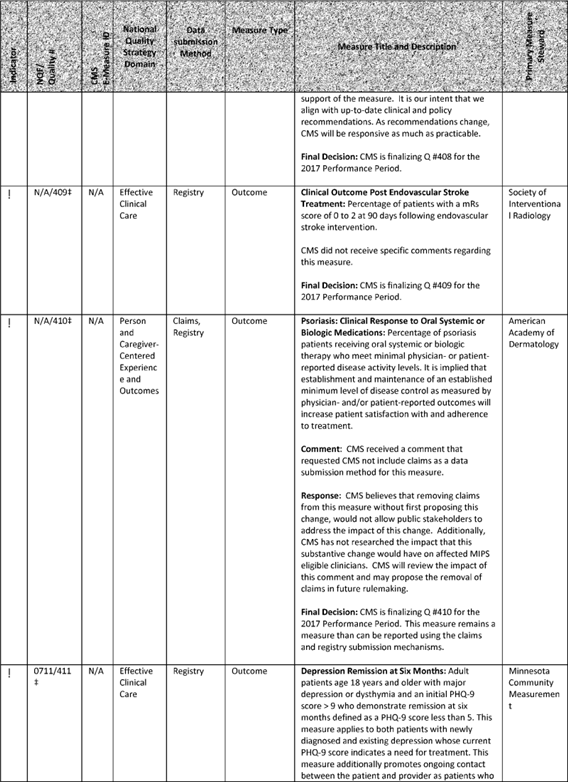 Indicator
NQF/
Quality #
CMS
E-Measure ID
National
Quality
Strategy
Domain
Data
submission
Method
Measure Type
Measure Title and Description
Primary Measure
Steward
support of the measure. It is our intent that we
align with up-to-date clinical and policy
recommendations. As recommendations change,
CMS will be responsive as much as practicable.
Final Decision: CMS is finalizing Q #408 for the
2017 Performance Period.
!
N/A/409‡
N/A
Effective
Clinical
Care
Registry
Outcome
Clinical Outcome Post Endovascular Stroke
Treatment: Percentage of patients with a mRs
score of 0 to 2 at 90 days following endovascular
stroke intervention.
CMS did not receive specific comments regarding
this measure.
Final Decision: CMS is finalizing Q #409 for the
2017 Performance Period.
Society of
Interventiona
l Radiology
!
N/A/410‡
N/A
Person
and
Caregiver-
Centered
Experienc
e and
Outcomes
Claims,
Registry
Outcome
Psoriasis: Clinical Response to Oral Systemic or
Biologic Medications: Percentage of psoriasis
patients receiving oral systemic or biologic
therapy who meet minimal physician- or patient-
reported disease activity levels. It is implied that
establishment and maintenance of an established
minimum level of disease control as measured by
physician- and/or patient-reported outcomes will
increase patient satisfaction with and adherence
to treatment.
Comment: CMS received a comment that
requested CMS not include claims as a data
submission method for this measure.
Response: CMS believes that removing claims
from this measure without first proposing this
change, would not allow public stakeholders to
address the impact of this change. Additionally,
CMS has not researched the impact that this
substantive change would have on affected MIPS
eligible clinicians. CMS will review the impact of
this comment and may propose the removal of
claims in future rulemaking.
Final Decision: CMS is finalizing Q #410 for the
2017 Performance Period. This measure remains a
measure than can be reported using the claims
and registry submission mechanisms.
American
Academy of
Dermatology
!
0711/411
‡
N/A
Effective
Clinical
Care
Registry
Outcome
Depression Remission at Six Months: Adult
patients age 18 years and older with major
depression or dysthymia and an initial PHQ-9
score > 9 who demonstrate remission at six
months defined as a PHQ-9 score less than 5. This
measure applies to both patients with newly
diagnosed and existing depression whose current
PHQ-9 score indicates a need for treatment. This
measure additionally promotes ongoing contact
between the patient and provider as patients who
Minnesota
Community
Measuremen
t